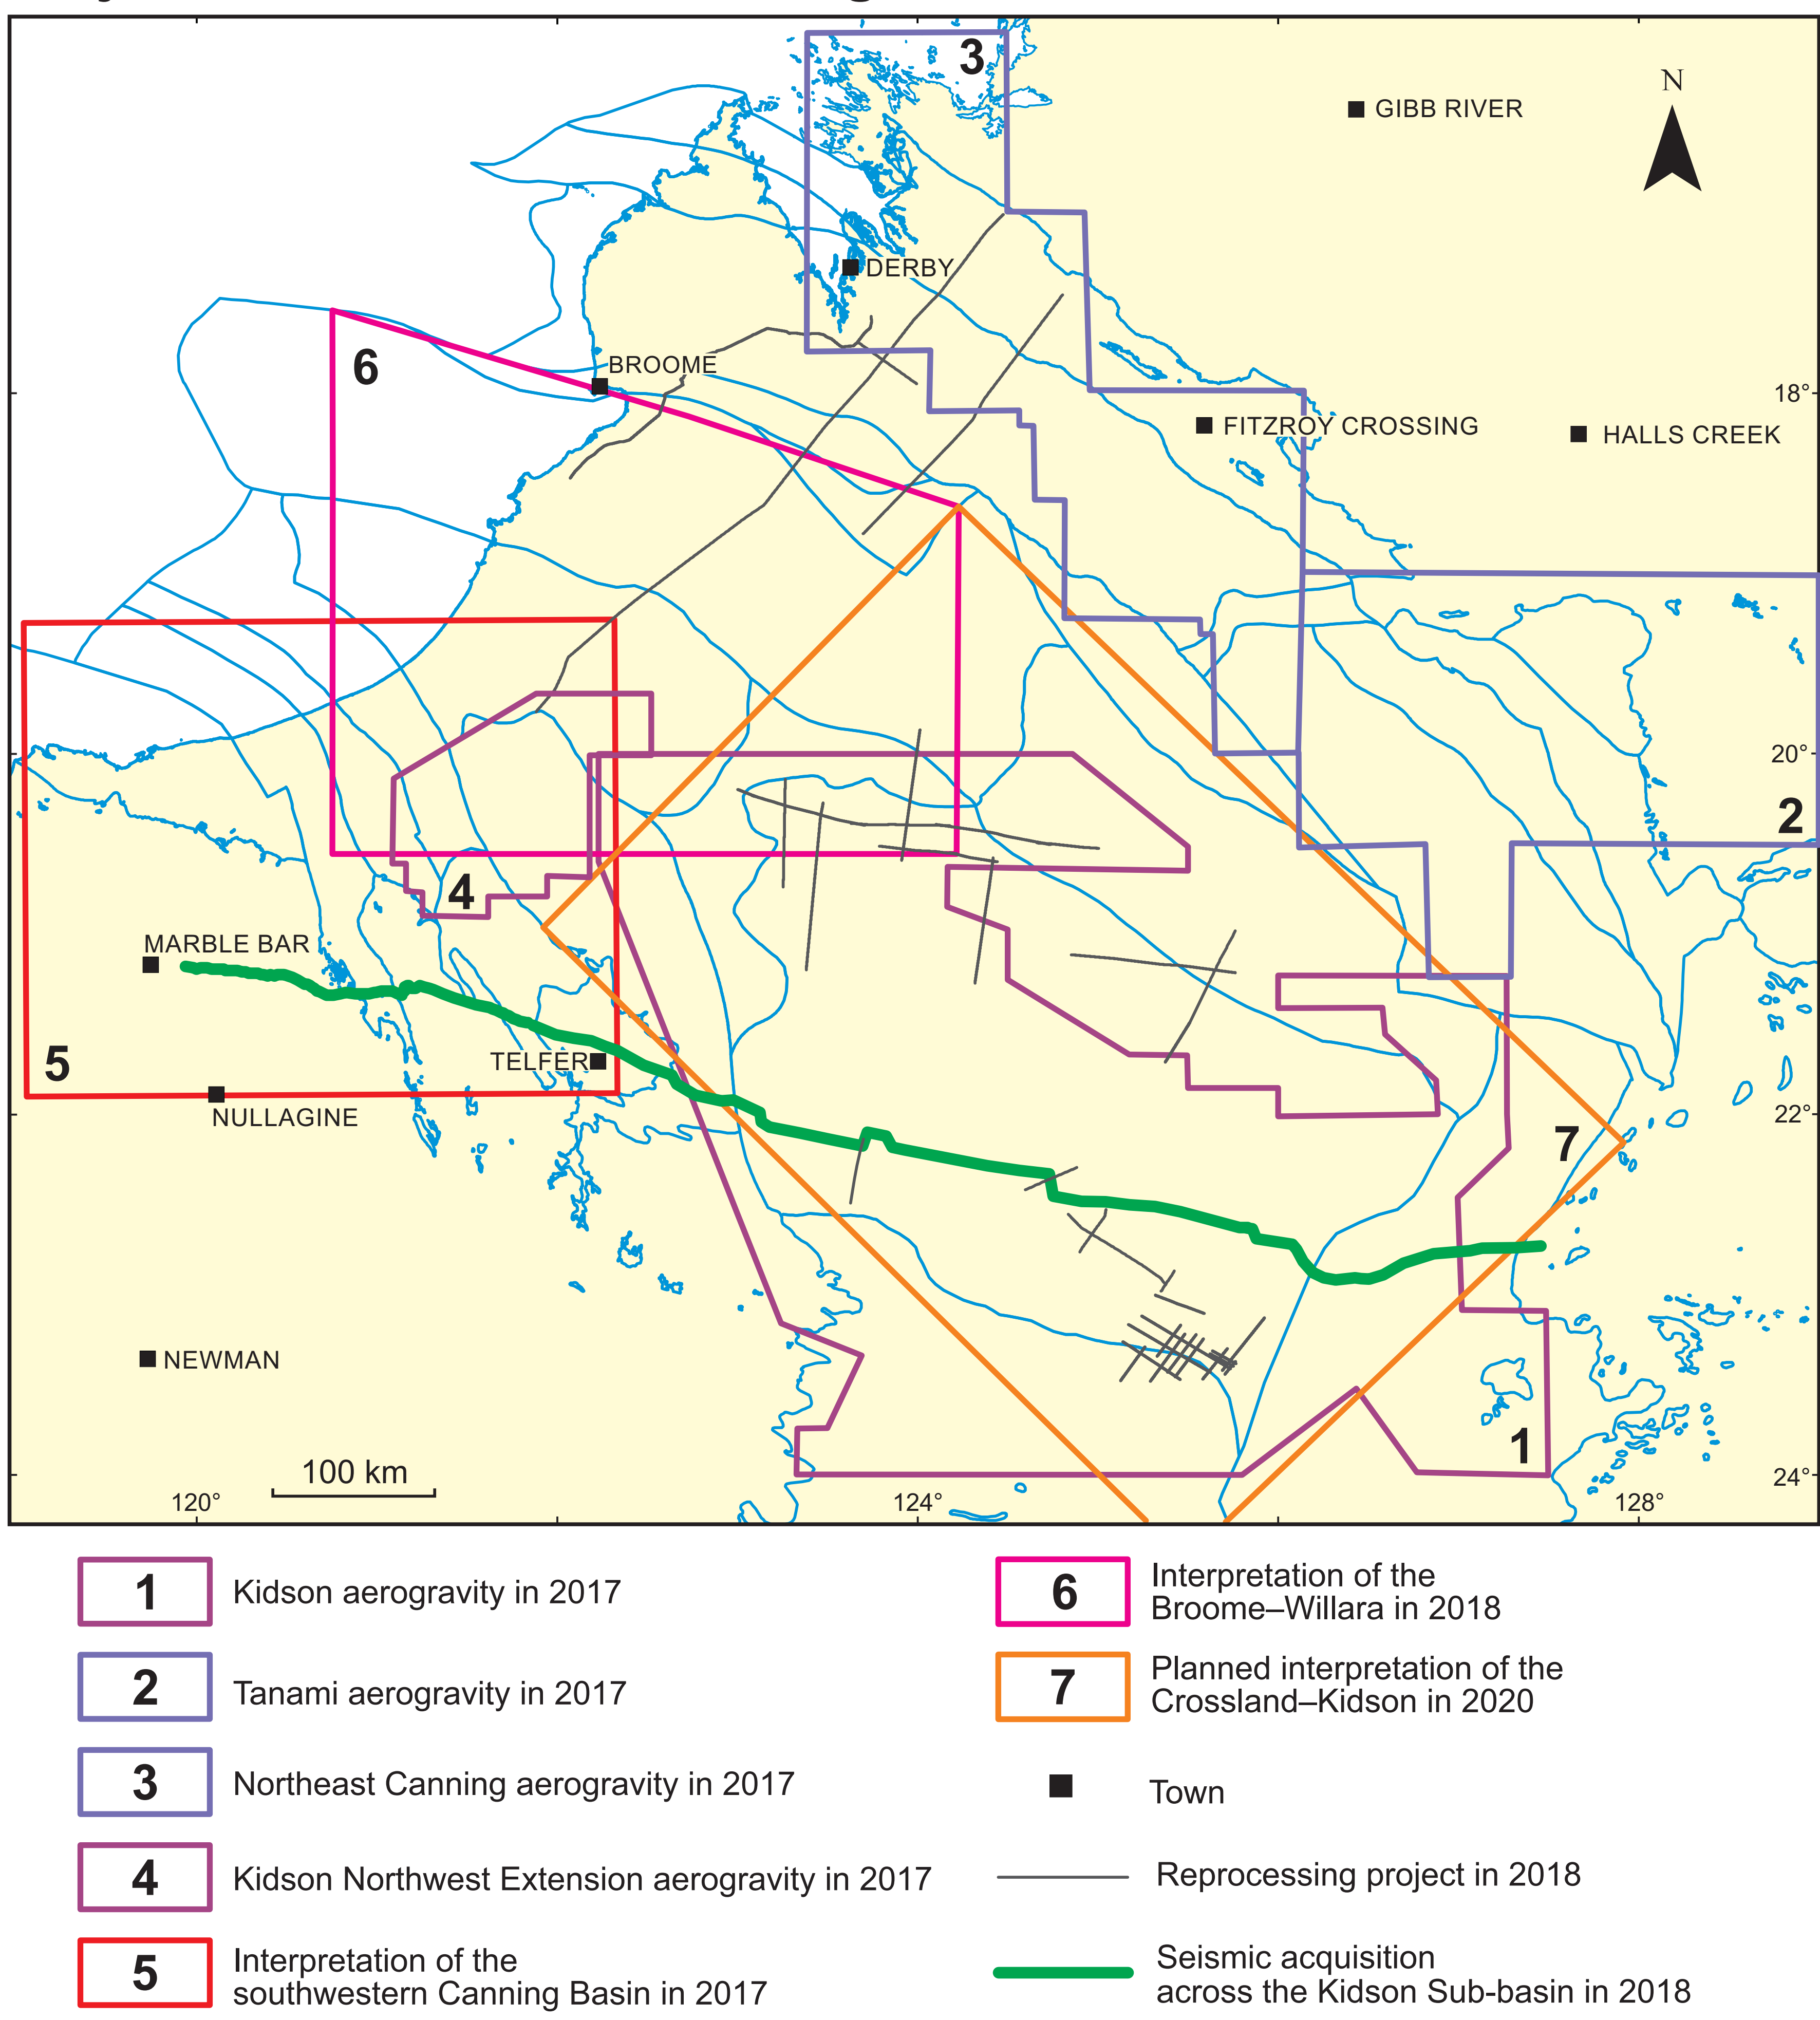 3
N
GIBB RIVER
DERBY
6
BROOME
18°
FITZROY CROSSING
HALLS CREEK
20°
2
4
MARBLE BAR
5
TELFER
NULLAGINE
22°
7
NEWMAN
1
100 km
24°
120°
124°
128°
1 Kidson aerogravity in 2017
2 Tanami aerogravity in 2017
3 Northeast Canning aerogravity in 2017
4 Kidson Northwest Extension aerogravity in 2017
5 Interpretation of the
southwestern Canning Basin in 2017
6 Interpretation of the
Broome–Willara in 2018
7 Planned interpretation of the
Crossland–Kidson in 2020
Town
Reprocessing project in 2018
Seismic acquisition
across the Kidson Sub-basin in 2018